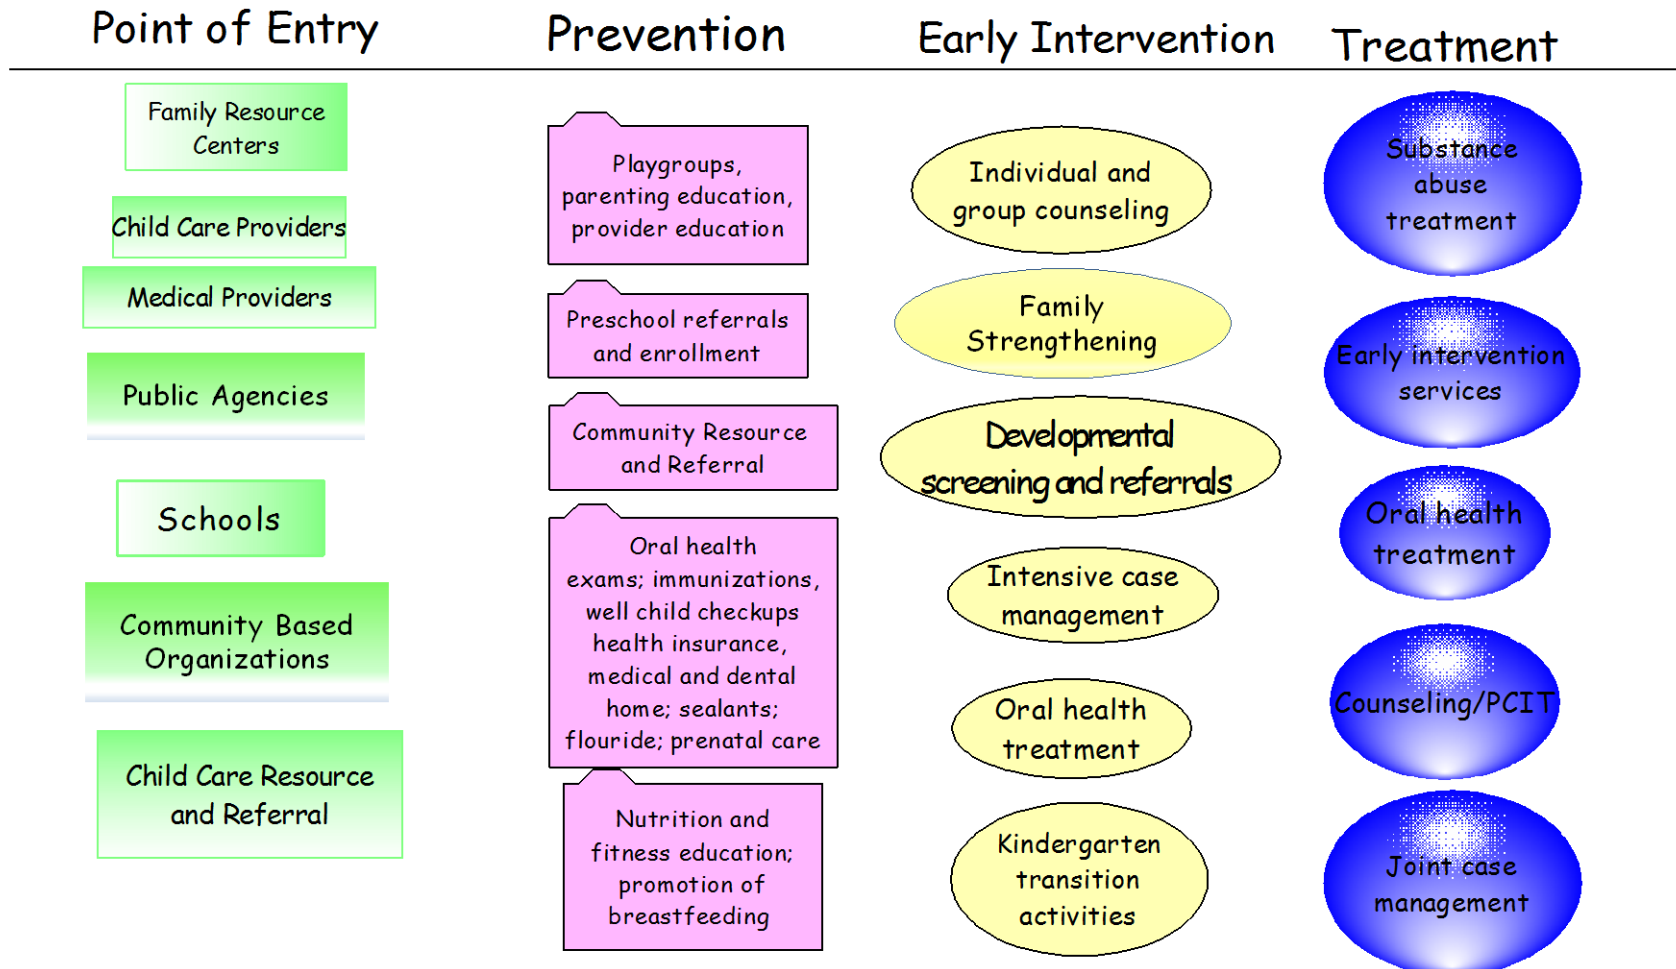 Point of Entry
Prevention
Early Intervention
Treatment
Family Resource
Centers
Child Care Providers
Medical Providers
Public Agencies
Schools
Community Based
Organizations
Child Care Resource
and Referral
Playgroups,
parenting education,
provider education
Preschool referrals
and enrollment
Community Resource
and Referral
Oral health
exams; immunizations,
well child checkups
health insurance,
medical and dental
home; sealants;
flouride; prenatal care
Nutrition and
fitness education;
promotion of
breastfeeding
Individual and
group counseling
Family
Strengthening
Developmental
screening and referrals
Intensive case
management
Oral health
treatment
Kindergarten
transition
activities
Substance
abuse
treatment
Early intervention
services
Oral health
treatment
Counseling/PCIT
Joint case
management